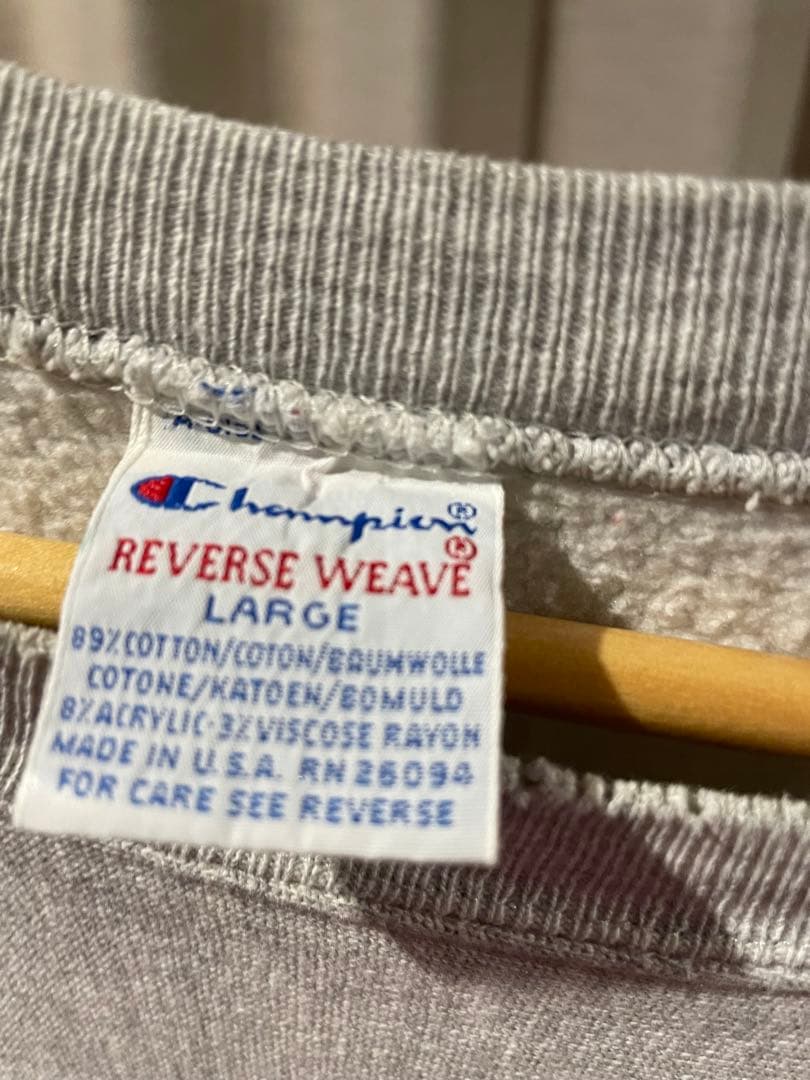 Champion®
REVERSE WEAVE®
LARGE
89% COTTON/COTON/BAUMWOLLE
COTONE/KATOEN/BOMULD
8% ACRYLIC·3% VISCOSE RAYON
MADE IN U.S.A. RN 26094
FOR CARE SEE REVERSE